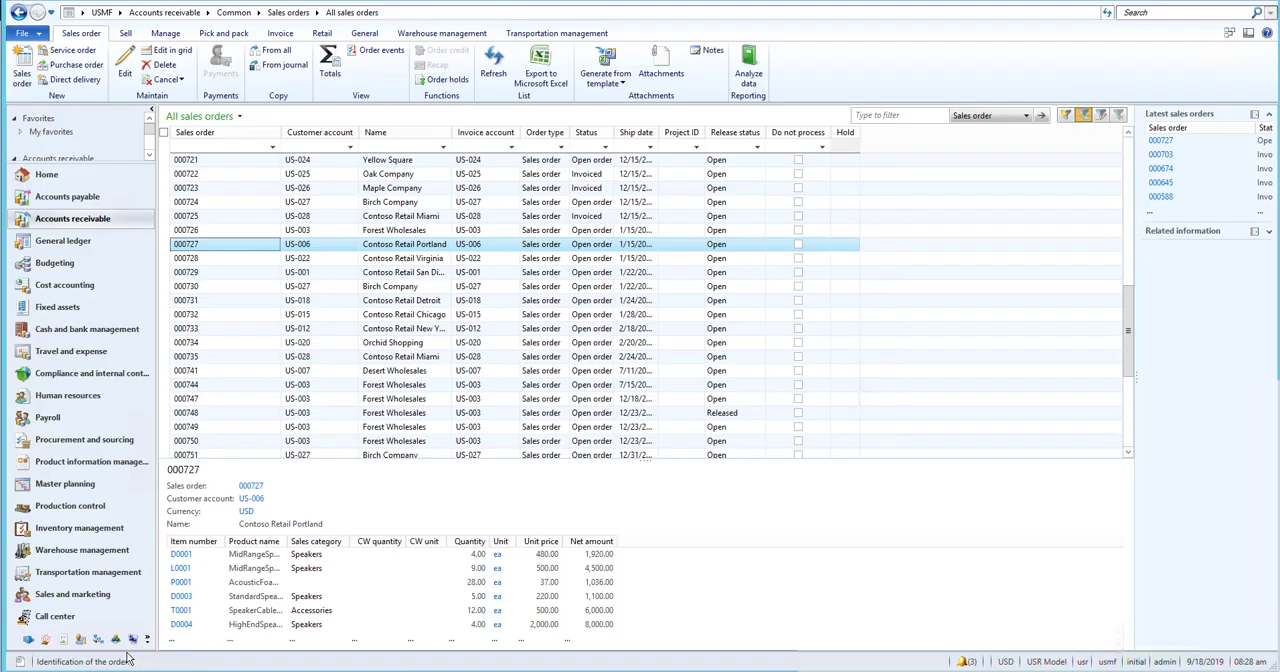 USMF Accounts receivable Common Sales orders All sales orders Search
File Sales order Sell Manage Pick and pack Invoice Retail General Warehouse management Transportation management
Sales order Service order Purchase order Direct delivery New
Edit Edit in grid Delete Cancel Maintain
Payments Payments
From all From journal Copy
Totals Order events View
Order credit Recap Order holds Functions
Refresh Export to Microsoft Excel List
Generate from template Attachments Notes Attachments
Analyze data Reporting
Favorites
My favorites
Accounts receivable
Home
Accounts payable
Accounts receivable
General ledger
Budgeting
Cost accounting
Fixed assets
Cash and bank management
Travel and expense
Compliance and internal cont...
Human resources
Payroll
Procurement and sourcing
Product information manage...
Master planning
Production control
Inventory management
Warehouse management
Transportation management
Sales and marketing
Call center
All sales orders Type to filter Sales order
Sales order Customer account Name Invoice account Order type Status Ship date Project ID Release status Do not process Hold
000721 US-024 Yellow Square US-024 Sales order Open order 12/15/2... Open
000722 US-025 Oak Company US-025 Sales order Invoiced 12/15/2... Open
000723 US-026 Maple Company US-026 Sales order Invoiced 12/15/2... Open
000724 US-027 Birch Company US-027 Sales order Open order 12/15/2... Open
000725 US-028 Contoso Retail Miami US-028 Sales order Invoiced 12/15/2... Open
000726 US-003 Forest Wholesales US-003 Sales order Open order 1/15/20... Open
000727 US-006 Contoso Retail Portland US-006 Sales order Open order 1/15/20... Open
000728 US-022 Contoso Retail Virginia US-022 Sales order Open order 1/15/20... Open
000729 US-001 Contoso Retail San Di... US-001 Sales order Open order 1/22/20... Open
000730 US-027 Birch Company US-027 Sales order Open order 1/22/20... Open
000731 US-018 Contoso Retail Detroit US-018 Sales order Open order 1/24/20... Open
000732 US-015 Contoso Retail Chicago US-015 Sales order Open order 1/28/20... Open
000733 US-012 Contoso Retail New Y... US-012 Sales order Open order 2/18/20... Open
000734 US-020 Orchid Shopping US-020 Sales order Open order 2/20/20... Open
000735 US-028 Contoso Retail Miami US-028 Sales order Open order 2/24/20... Open
000741 US-007 Desert Wholesales US-007 Sales order Open order 7/11/20... Open
000744 US-003 Forest Wholesales US-003 Sales order Open order 7/15/20... Open
000747 US-003 Forest Wholesales US-003 Sales order Open order 12/18/2... Open
000748 US-003 Forest Wholesales US-003 Sales order Open order 12/23/2... Released
000749 US-003 Forest Wholesales US-003 Sales order Open order 12/23/2... Open
000750 US-003 Forest Wholesales US-003 Sales order Open order 12/23/2... Open
000751 US-027 Birch Company US-027 Sales order Open order 12/31/2... Open
000727
Sales order: 000727
Customer account: US-006
Currency: USD
Name: Contoso Retail Portland
Item number Product name Sales category CW quantity CW unit Quantity Unit Unit price Net amount
D0001 MidRangeSp... Speakers 4.00 ea 480.00 1,920.00
L0001 MidRangeSp... Speakers 9.00 ea 500.00 4,500.00
P0001 AcousticFoa... 28.00 ea 37.00 1,036.00
D0003 StandardSpea... Speakers 5.00 ea 220.00 1,100.00
T0001 SpeakerCable... Accessories 12.00 ea 500.00 6,000.00
D0004 HighEndSpea... Speakers 4.00 ea 2,000.00 8,000.00
... ... ... ... ... ... ... ... ...
Latest sales orders
Sales order Stat
000727 Ope
000703 Invo
000674 Invo
000645 Invo
000588 Invo
... ...
Related information
Identification of the order (3) USD USR Model usr usmf initial admin 9/18/2019 08:28 am